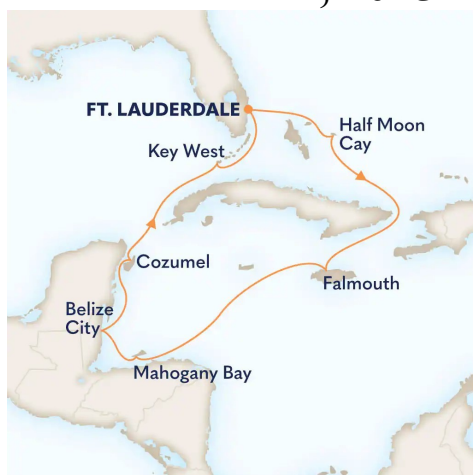 FT. LAUDERDALE
Half Moon
Cay
Key West
Cozumel
Falmouth
Belize
City
Mahogany Bay